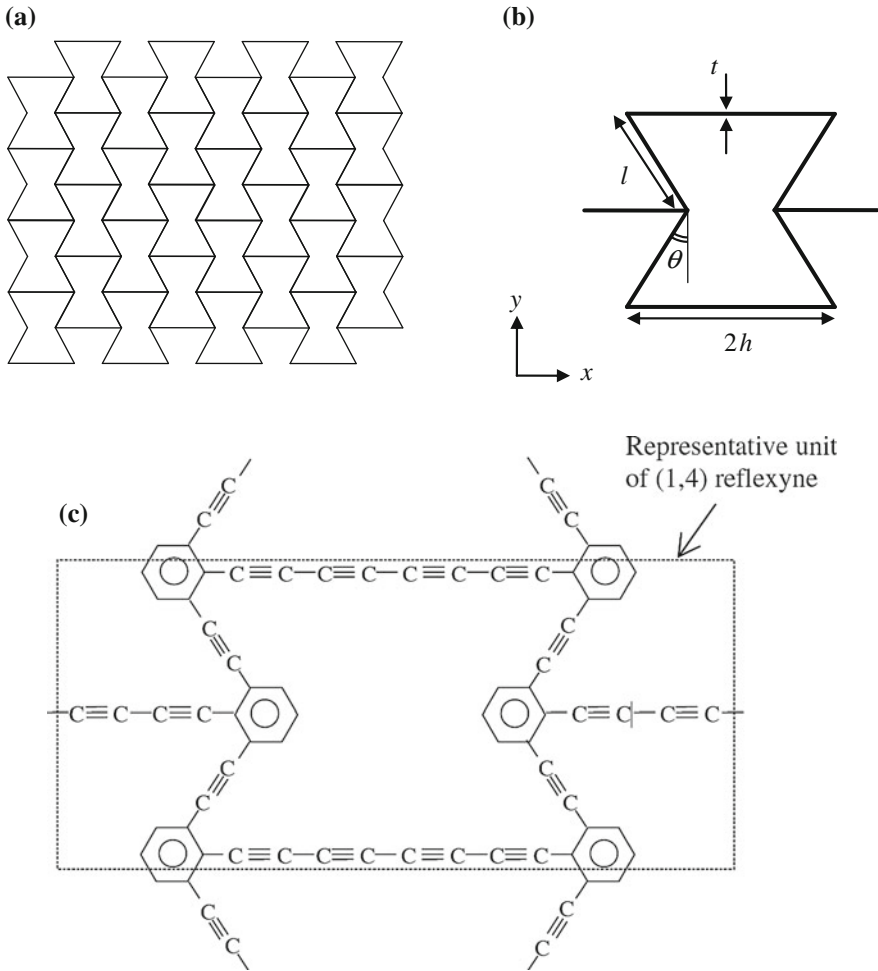 (a)
(b)
t
l
θ
y
x
2h
Representative unit
of (1,4) reflexyne
(c)
C≡C
C≡C
C≡C—C≡C—C≡C—C≡C
C≡C
C≡C
C≡C—C≡C
C≡C—C≡C
C≡C
C≡C
C≡C—C≡C—C≡C—C≡C
C≡C
C≡C